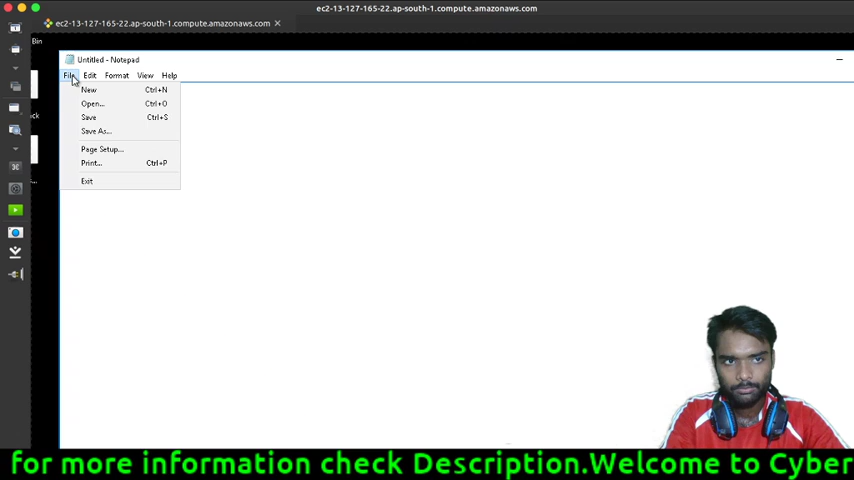 ec2-13-127-165-22.ap-south-1.compute.amazonaws.com
ec2-13-127-165-22.ap-south-1.compute.amazonaws.com
Bin
Untitled - Notepad
File Edit Format View Help
New Ctrl+N
Open... Ctrl+O
Save Ctrl+S
Save As...
Page Setup...
Print... Ctrl+P
Exit
for more information check Description.Welcome to Cyber